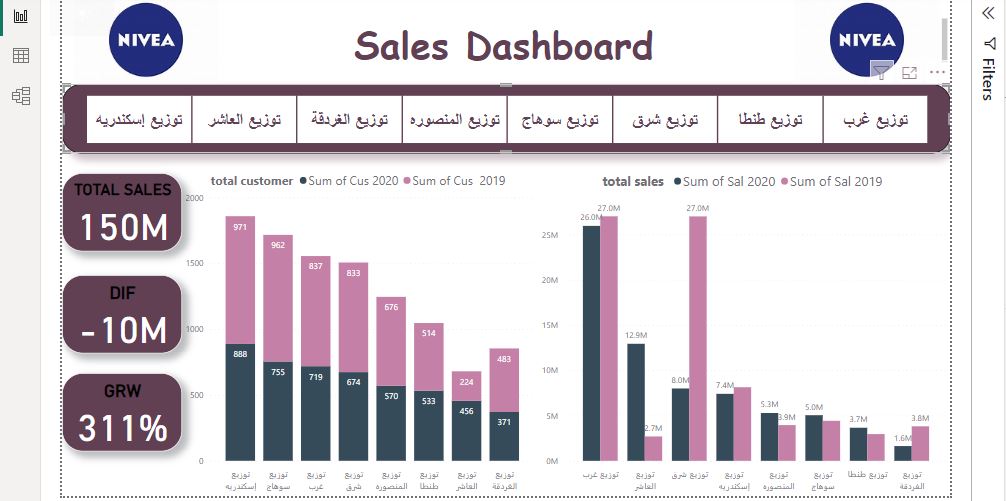 NIVEA
Sales Dashboard
NIVEA
Filters
توزيع إسكندريه
توزيع العاشر
توزيع الغردقة
توزيع المنصوره
توزيع سوهاج
توزيع شرق
توزيع طنطا
توزيع غرب
TOTAL SALES
150M
DIF
-10M
GRW
311%
total customer Sum of Cus 2020 Sum of Cus 2019
2000
1500
1000
500
0
971
962
837
833
676
514
224
483
888
755
719
674
570
533
456
371
توزيع إسكندريه
توزيع سوهاج
توزيع غرب
توزيع شرق
توزيع المنصوره
توزيع طنطا
توزيع العاشر
توزيع الغردقة
total sales Sum of Sal 2020 Sum of Sal 2019
25M
20M
15M
10M
5M
0M
26.0M
27.0M
12.9M
2.7M
8.0M
27.0M
7.4M
5.3M
3.9M
5.0M
3.7M
1.6M
3.8M
توزيع غرب
توزيع العاشر
توزيع شرق
توزيع إسكندريه
توزيع المنصوره
توزيع سوهاج
توزيع طنطا
توزيع الغردقة